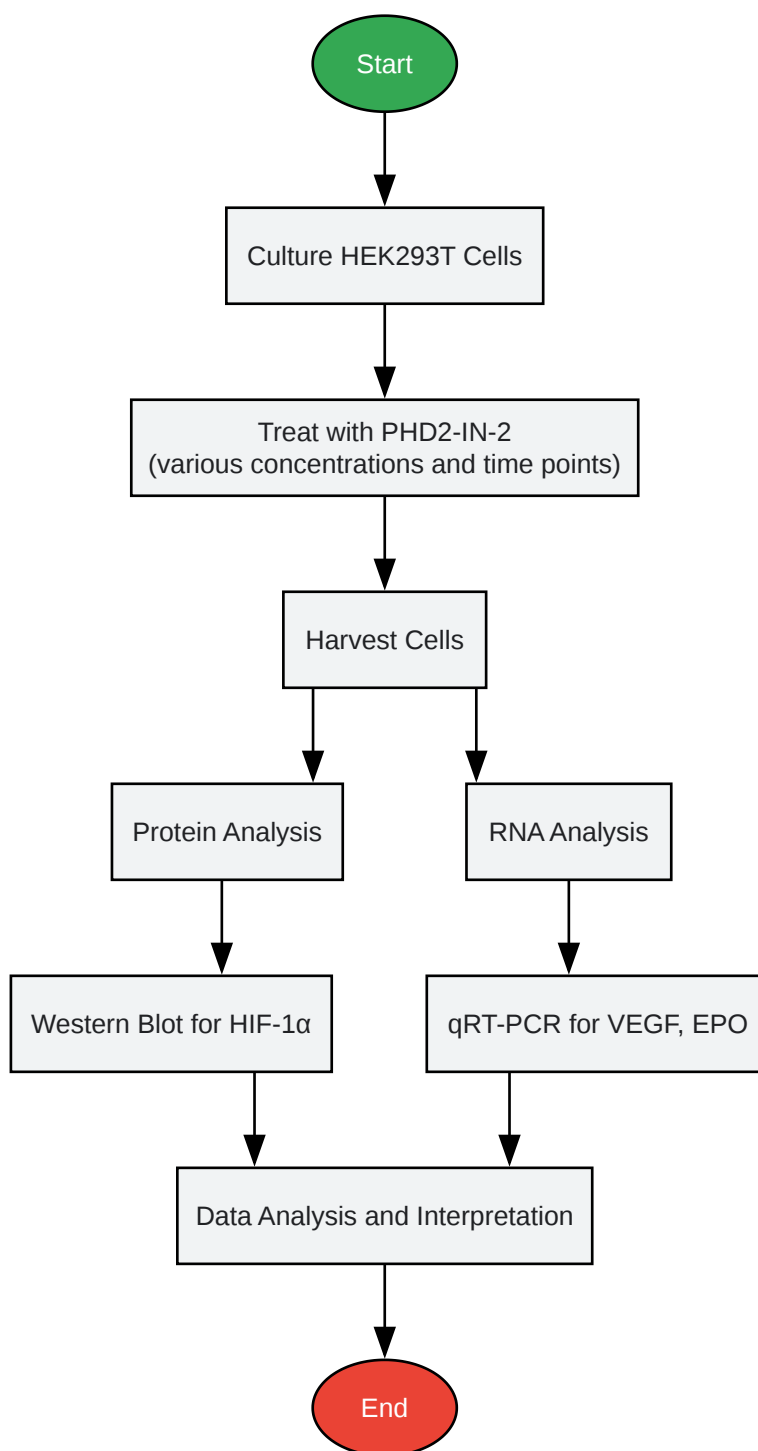 Start
Culture HEK293T Cells
Treat with PHD2-IN-2
(various concentrations and time points)
Harvest Cells
Protein Analysis
RNA Analysis
Western Blot for HIF-1α
qRT-PCR for VEGF, EPO
Data Analysis and Interpretation
End